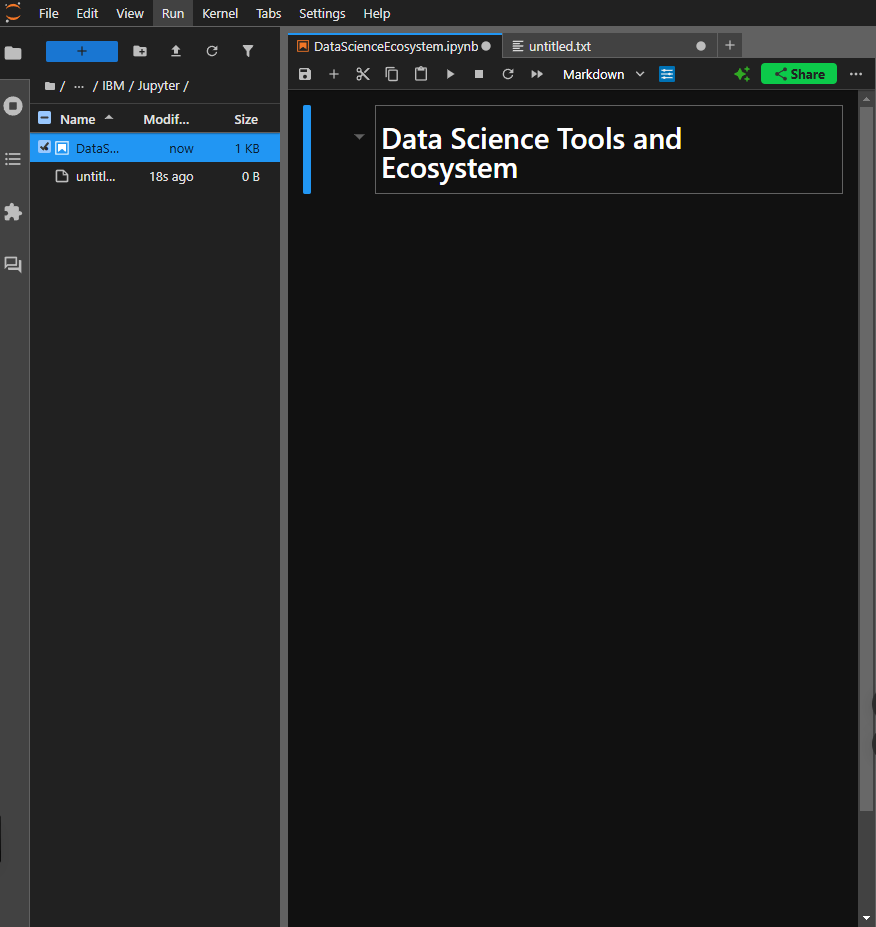 File Edit View Run Kernel Tabs Settings Help
+
/ ... / IBM / Jupyter /
Name Modif... Size
DataS... now 1 KB
untitl... 18s ago 0 B
DataScienceEcosystem.ipynb
untitled.txt
+
Markdown
Share
Data Science Tools and
Ecosystem